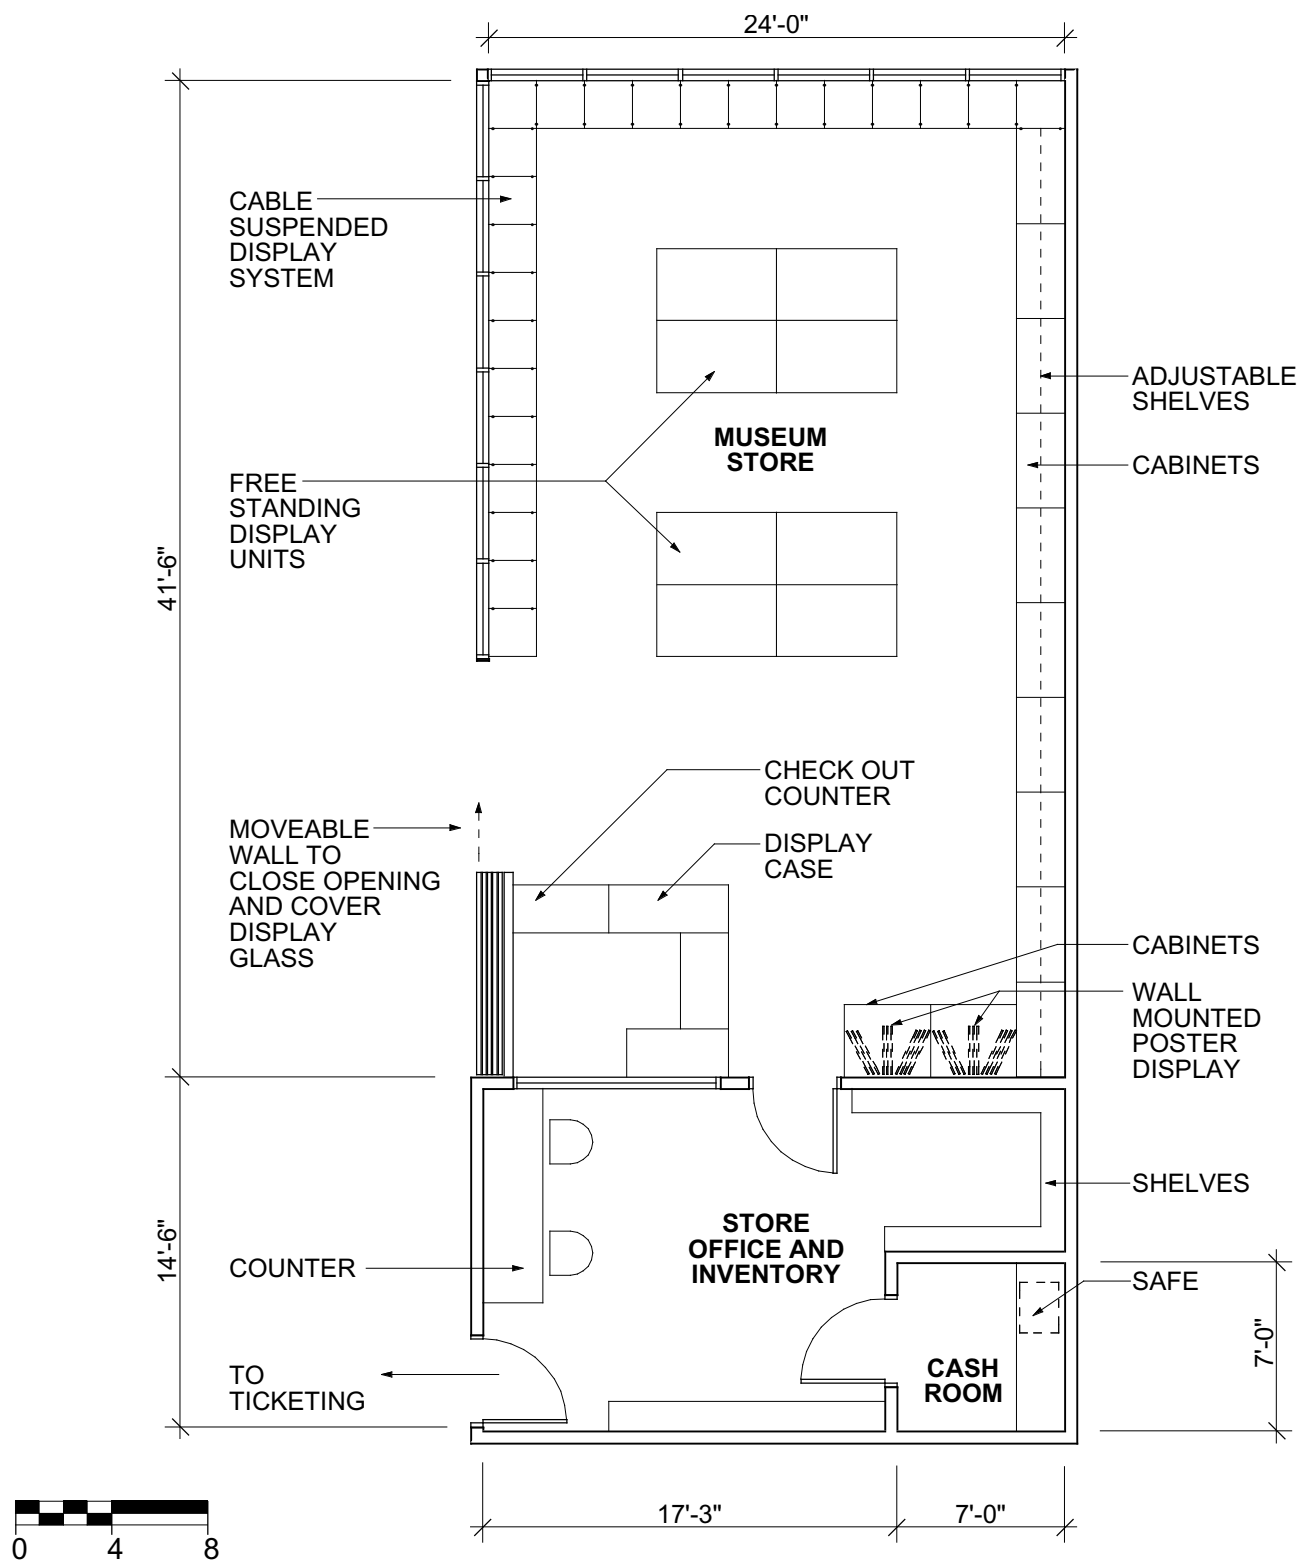 24'-0"
CABLE
SUSPENDED
DISPLAY
SYSTEM
ADJUSTABLE
SHELVES
MUSEUM
STORE
CABINETS
FREE
STANDING
DISPLAY
UNITS
41'-6"
CHECK OUT
COUNTER
MOVEABLE
WALL TO
CLOSE OPENING
AND COVER
DISPLAY
GLASS
DISPLAY
CASE
CABINETS
WALL
MOUNTED
POSTER
DISPLAY
SHELVES
STORE
OFFICE AND
INVENTORY
14'-6"
COUNTER
SAFE
7'-0"
TO
TICKETING
CASH
ROOM
17'-3"
7'-0"
0 4 8